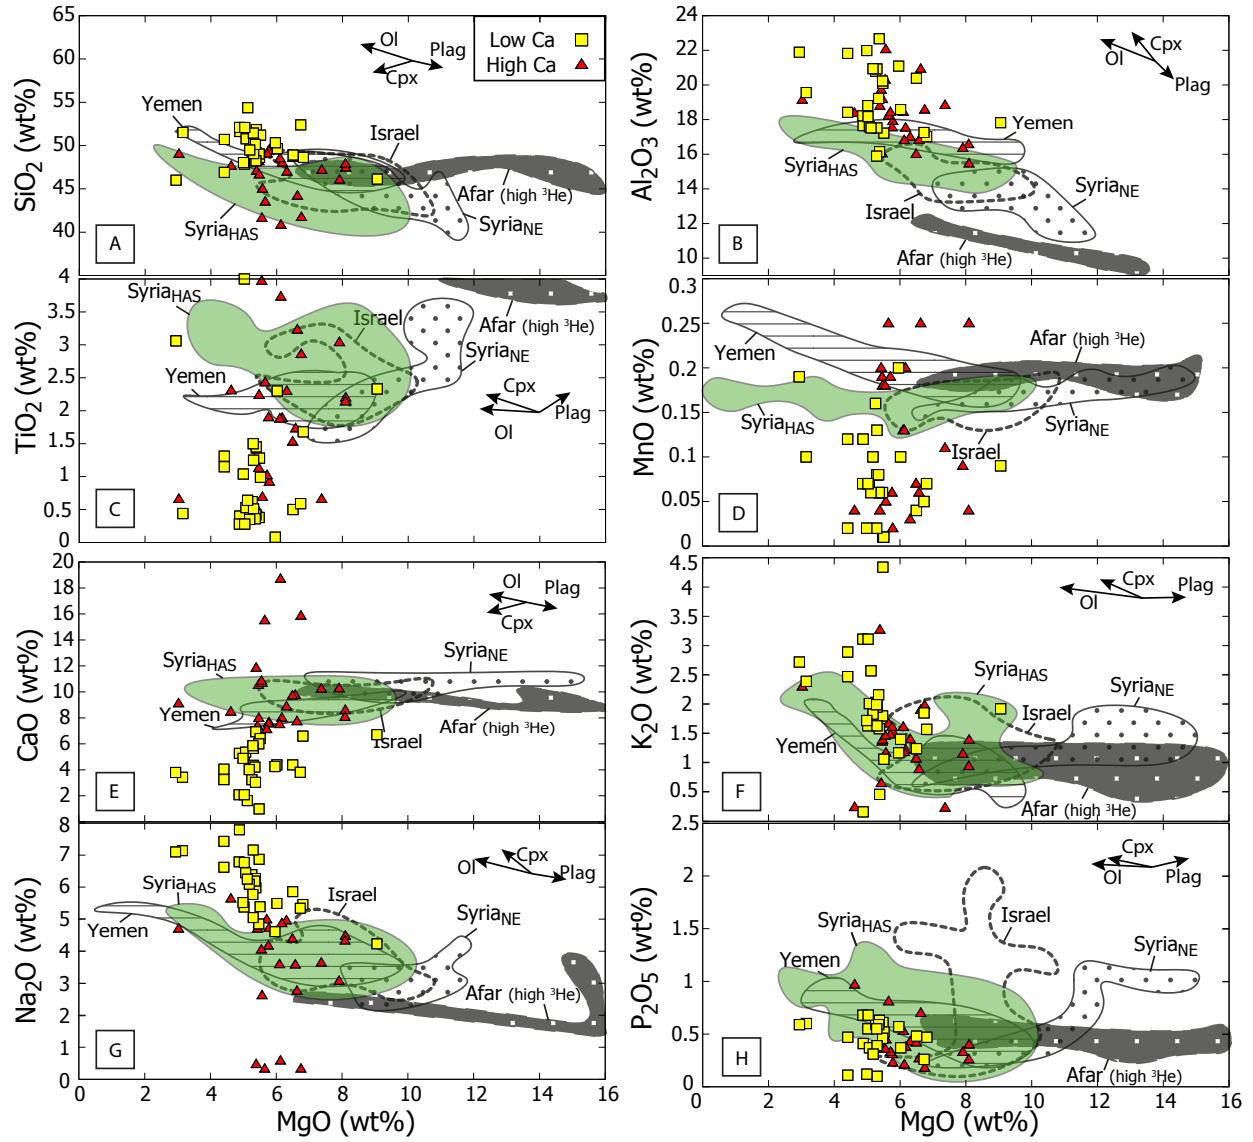 65
60
55
50
45
40
SiO2 (wt%)
Ol
Plag
Cpx
Low Ca
High Ca
Yemen
Israel
Afar (high 3He)
SyriaHAS
SyriaNE
A
24
22
20
18
16
14
12
10
Al2O3 (wt%)
Cpx
Ol
Plag
Yemen
SyriaHAS
SyriaNE
Israel
Afar (high 3He)
B
4
3.5
3
2.5
2
1.5
1
0.5
0
TiO2 (wt%)
SyriaHAS
Israel
Afar (high 3He)
SyriaNE
Yemen
Cpx
Plag
Ol
C
0.3
0.25
0.2
0.15
0.1
0.05
0
MnO (wt%)
Yemen
Afar (high 3He)
SyriaHAS
SyriaNE
Israel
D
20
18
16
14
12
10
8
6
4
2
0
CaO (wt%)
Ol
Plag
Cpx
SyriaNE
SyriaHAS
Yemen
Israel
Afar (high 3He)
E
4.5
4
3.5
3
2.5
2
1.5
1
0.5
K2O (wt%)
Cpx
Plag
Ol
SyriaHAS
Israel
SyriaNE
Yemen
Afar (high 3He)
F
8
7
6
5
4
3
2
1
0
Na2O (wt%)
Cpx
Ol
Plag
SyriaHAS
Israel
SyriaNE
Yemen
Afar (high 3He)
G
0 2 4 6 8 10 12 14 16
MgO (wt%)
2.5
2
1.5
1
0.5
0
P2O5 (wt%)
Cpx
Ol
Plag
SyriaHAS
Israel
SyriaNE
Yemen
Afar (high 3He)
H
0 2 4 6 8 10 12 14 16
MgO (wt%)